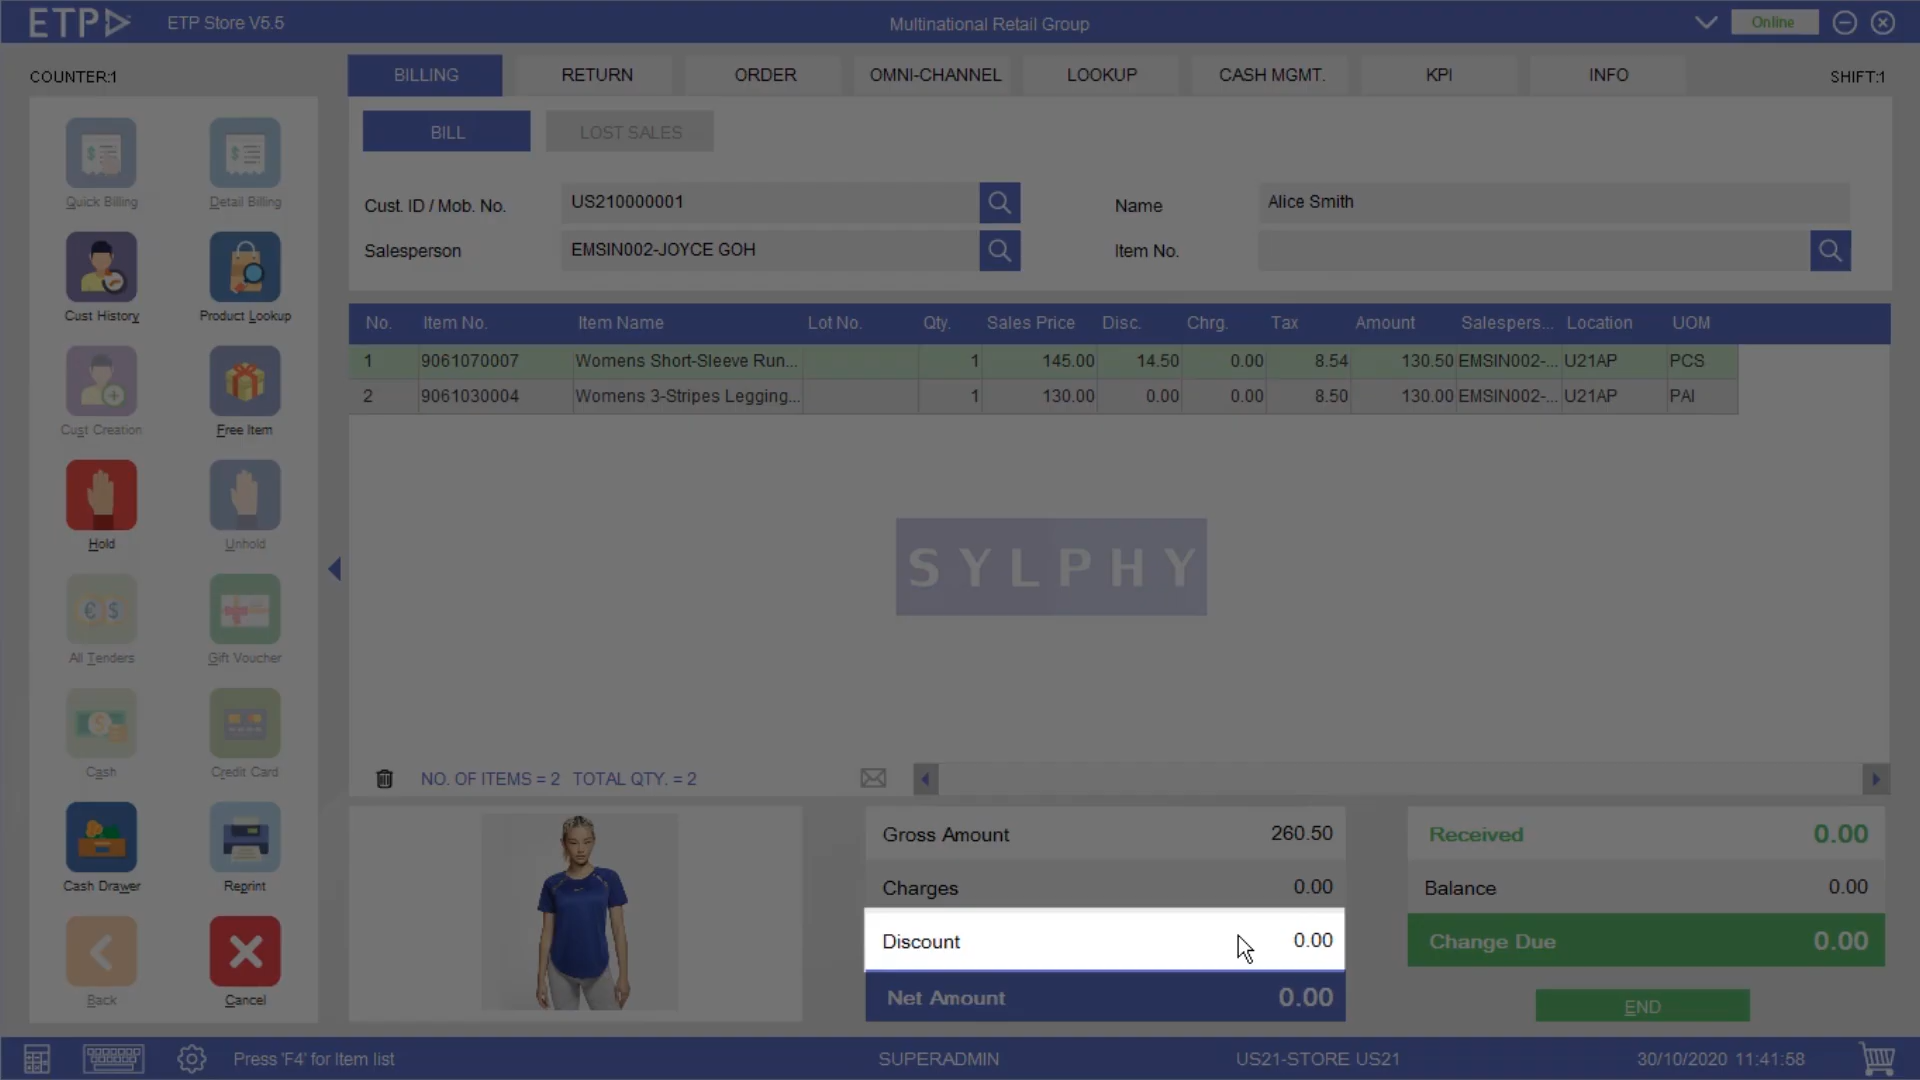 ETP ETP Store V5.5 Multinational Retail Group Online
COUNTER:1 BILLING RETURN ORDER OMNI-CHANNEL LOOKUP CASH MGMT. KPI INFO SHIFT:1
BILL LOST SALES
Quick Billing Detail Billing
Cust. ID / Mob. No. US210000001 Name Alice Smith
Salesperson EMSIN002-JOYCE GOH Item No.
Cust History Product Lookup
No. Item No. Item Name Lot No. Qty. Sales Price Disc. Chrg. Tax Amount Salespers... Location UOM
1 9061070007 Womens Short-Sleeve Run... 1 145.00 14.50 0.00 8.54 130.50 EMSIN002-... U21AP PCS
2 9061030004 Womens 3-Stripes Legging... 1 130.00 0.00 0.00 8.50 130.00 EMSIN002-... U21AP PAI
Cust Creation Free Item
Hold Unhold
SYLPHY
€ $
All Tenders Gift Voucher
Cash Credit Card
NO. OF ITEMS = 2 TOTAL QTY. = 2
Gross Amount 260.50 Received 0.00
Cash Drawer Reprint
Charges 0.00 Balance 0.00
Discount 0.00 Change Due 0.00
Net Amount 0.00
Back Cancel
END
Press 'F4' for Item list SUPERADMIN US21-STORE US21 30/10/2020 11:41:58